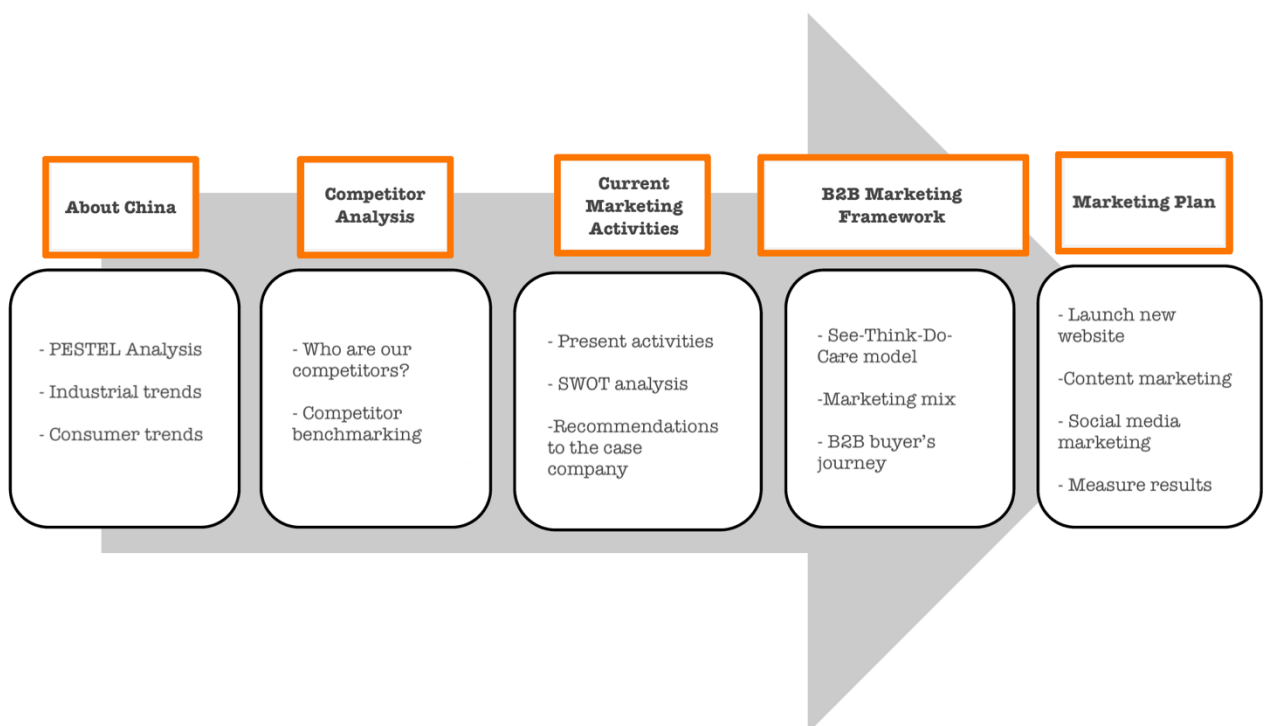 About China
Competitor
Analysis
Current
Marketing
Activities
B2B Marketing
Framework
Marketing Plan
- PESTEL Analysis
- Industrial trends
- Consumer trends
- Who are our
competitors?
- Competitor
benchmarking
- Present activities
- SWOT analysis
-Recommendations
to the case
company
- See-Think-Do-
Care model
-Marketing mix
- B2B buyer's
journey
- Launch new
website
-Content marketing
- Social media
marketing
- Measure results